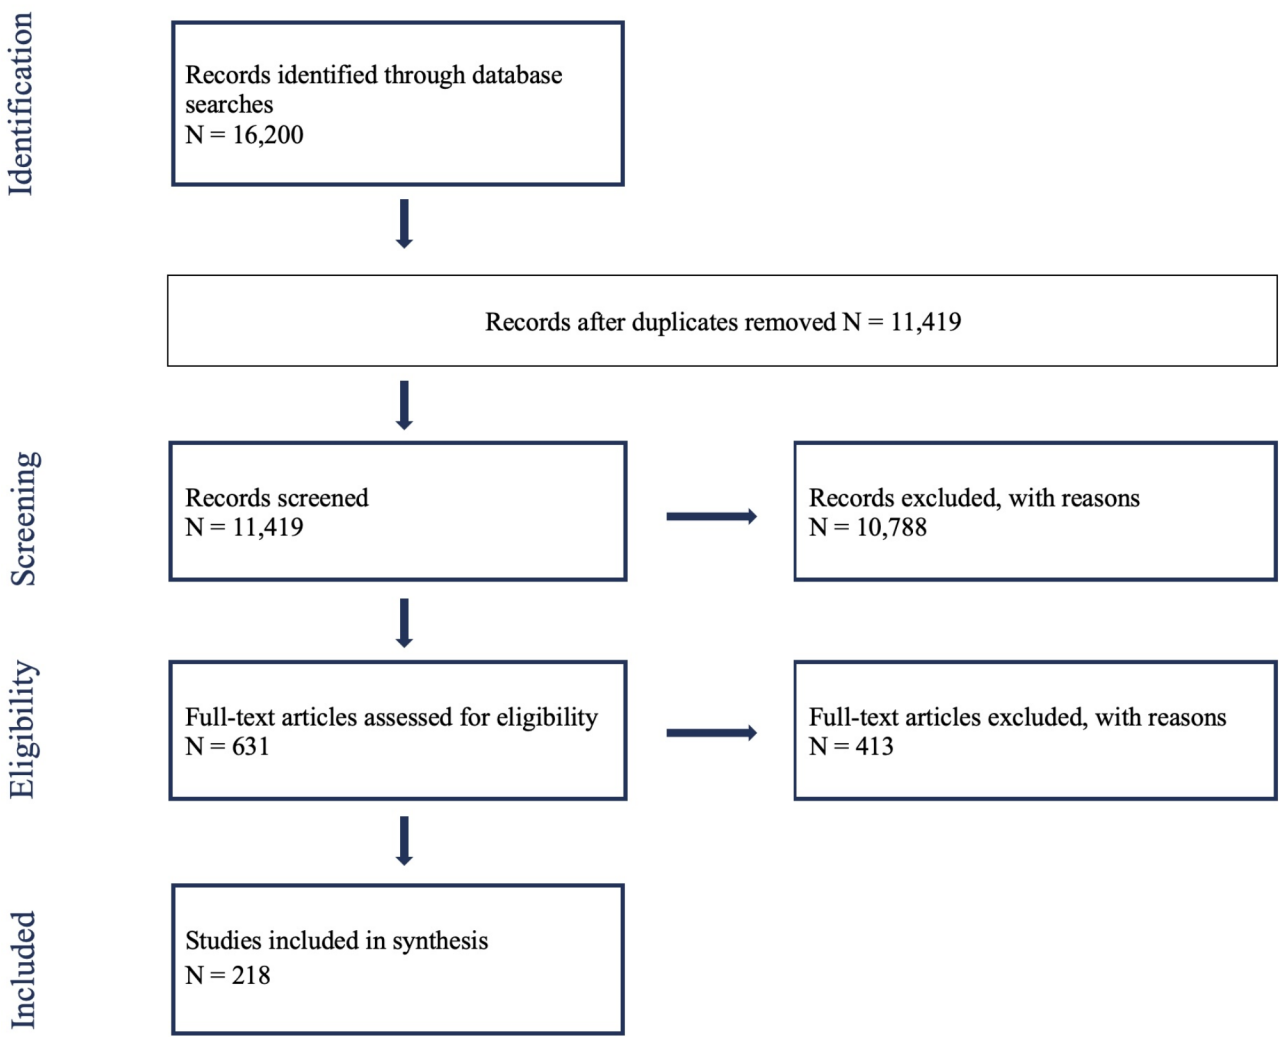 Identification
Records identified through database
searches
N = 16,200
Records after duplicates removed N = 11,419
Screening
Records screened
N = 11,419
Records excluded, with reasons
N = 10,788
Eligibility
Full-text articles assessed for eligibility
N = 631
Full-text articles excluded, with reasons
N = 413
Included
Studies included in synthesis
N = 218